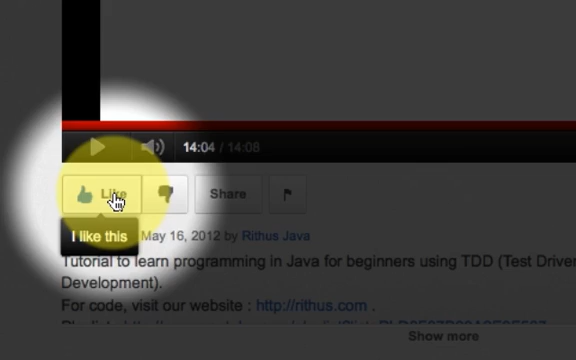 14:04 / 14:08
Like
Share
I like this
May 16, 2012 by Rithus Java
Tutorial to learn programming in Java for beginners using TDD (Test Driven
Development).
For code, visit our website : http://rithus.com .
Show more